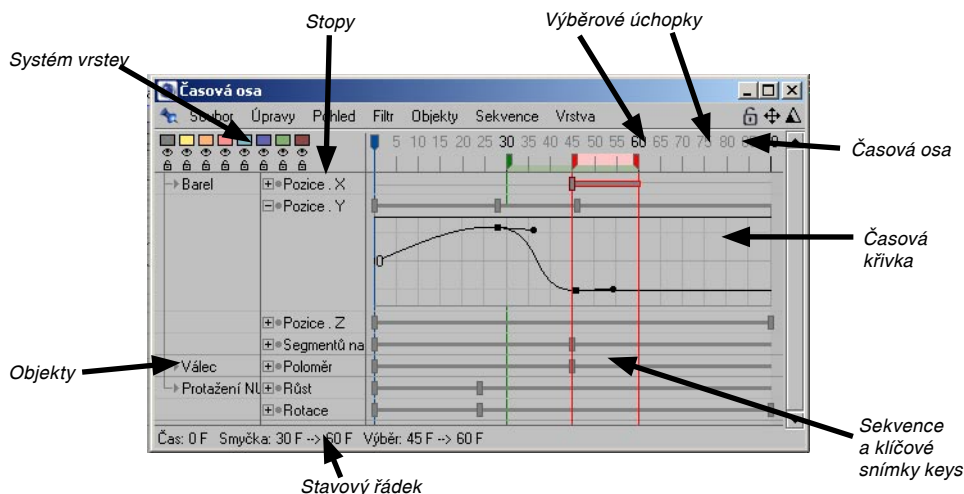 Stopy
Výběrové úchopky
Systém vrstev
Časová osa
Soubor Úpravy Pohled Filtr Objekty Sekvence Vrstva
5 10 15 20 25 30 35 40 45 50 55 60 65 70 75 80
Časová osa
Barel
Pozice . X
Pozice . Y
Časová
křivka
Pozice . Z
Segmentů na
Objekty
Válec
Poloměr
Protažení NU
Růst
Rotace
Čas: 0 F Smyčka: 30 F --> 60 F Výběr: 45 F --> 60 F
Sekvence
a klíčové
snímky keys
Stavový řádek